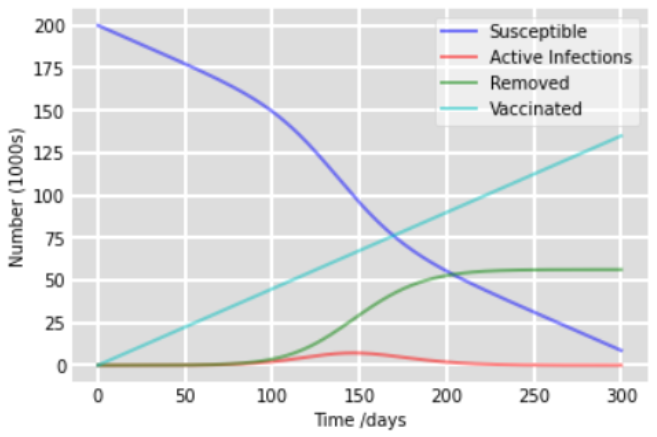 200
175
150
125
100
75
50
25
0
Number (1000s)
Susceptible
Active Infections
Removed
Vaccinated
0 50 100 150 200 250 300
Time /days